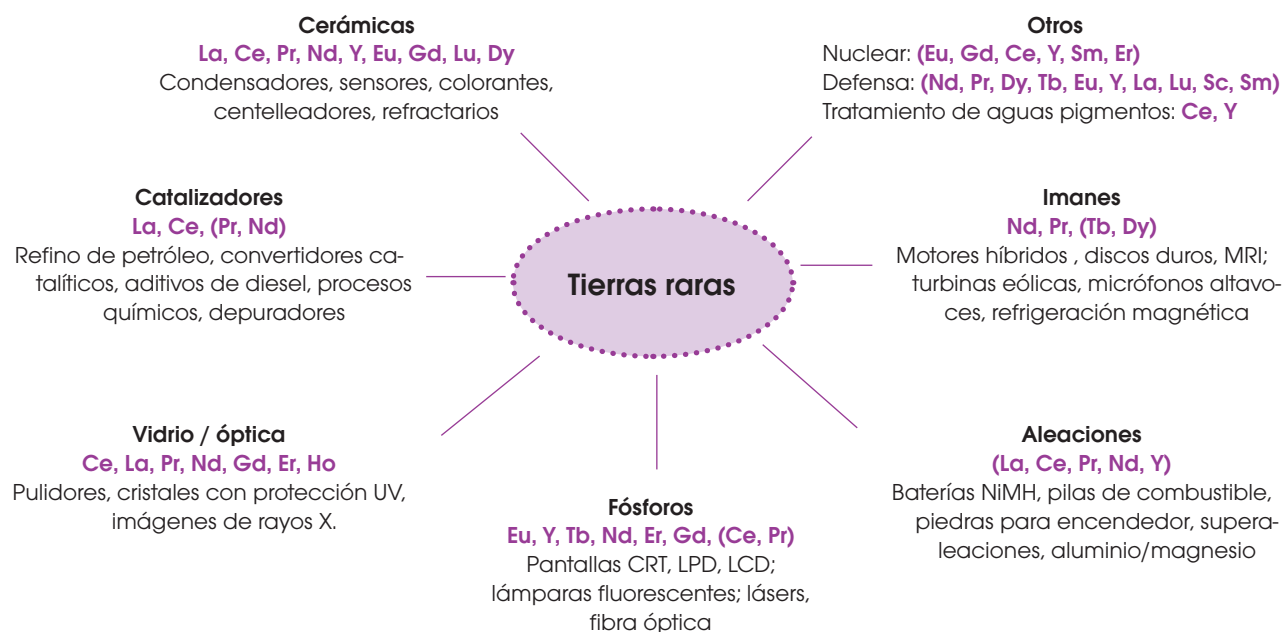 Cerámicas
La, Ce, Pr, Nd, Y, Eu, Gd, Lu, Dy
Condensadores, sensores, colorantes,
centelleadores, refractarios
Otros
Nuclear: (Eu, Gd, Ce, Y, Sm, Er)
Defensa: (Nd, Pr, Dy, Tb, Eu, Y, La, Lu, Sc, Sm)
Tratamiento de aguas pigmentos: Ce, Y
Catalizadores
La, Ce, (Pr, Nd)
Refino de petróleo, convertidores ca-
talíticos, aditivos de diesel, procesos
químicos, depuradores
Tierras raras
Imanes
Nd, Pr, (Tb, Dy)
Motores híbridos , discos duros, MRI;
turbinas eólicas, micrófonos altavo-
ces, refrigeración magnética
Vidrio / óptica
Ce, La, Pr, Nd, Gd, Er, Ho
Pulidores, cristales con protección UV,
imágenes de rayos X.
Fósforos
Eu, Y, Tb, Nd, Er, Gd, (Ce, Pr)
Pantallas CRT, LPD, LCD;
lámparas fluorescentes; lásers,
fibra óptica
Aleaciones
(La, Ce, Pr, Nd, Y)
Baterías NiMH, pilas de combustible,
piedras para encendedor, supera-
leaciones, aluminio/magnesio